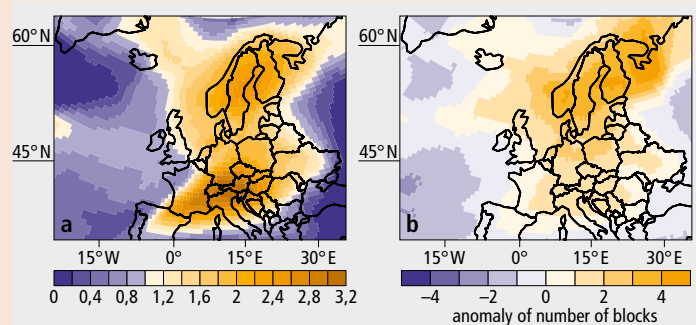 60° N
45° N
a
15° W 0° 15° E 30° E
0 0,4 0,8 1,2 1,6 2 2,4 2,8 3,2
60° N
45° N
b
15° W 0° 15° E 30° E
−4 −2 0 2 4
anomaly of number of blocks